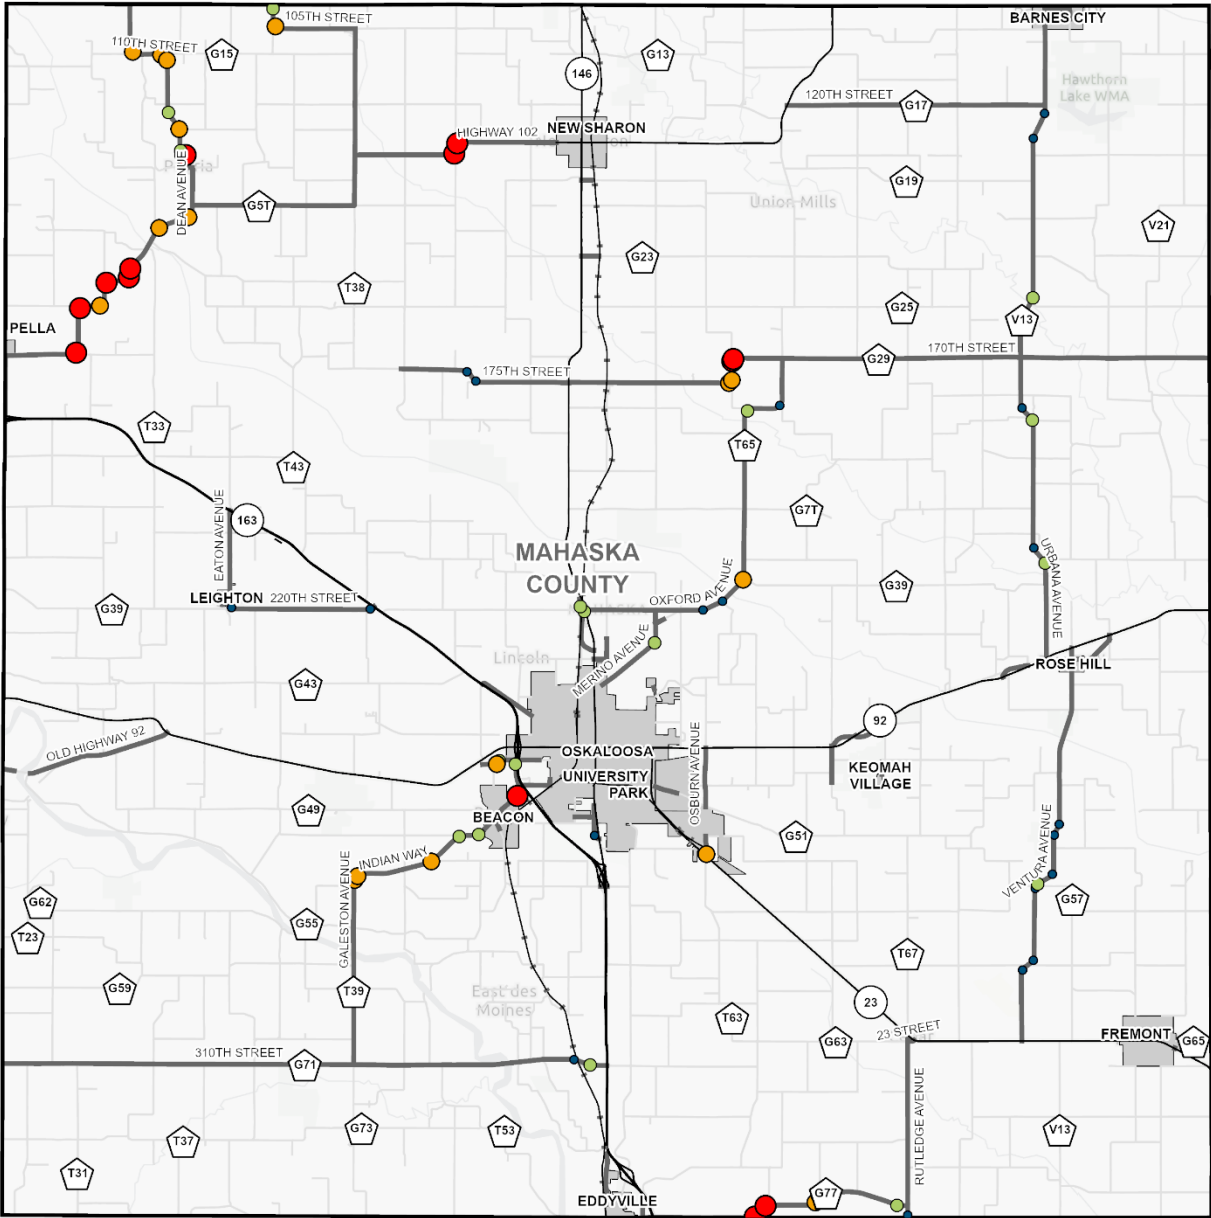 BARNES CITY
105TH STREET
110TH STREET
G15
G13
146
Hawthorn
Lake WMA
120TH STREET
G17
HIGHWAY 102
NEW SHARON
DEAN AVENUE
G5T
G19
Union Mills
V21
G23
T38
G25
V13
PELLA
170TH STREET
G29
175TH STREET
T33
T65
T43
G7T
163
EATON AVENUE
MAHASKA
COUNTY
URBANA AVENUE
G39
LEIGHTON
220TH STREET
OXFORD AVENUE
G39
MERINO AVENUE
Lincoln
ROSE HILL
G43
92
OLD HIGHWAY 92
OSKALOOSA
OSBURN AVENUE
KEOMAH
VILLAGE
UNIVERSITY
PARK
G49
BEACON
G51
VENTURA AVENUE
INDIAN WAY
GALESTON AVENUE
G62
G57
G55
T23
T67
G59
T39
East des
Moines
23
T63
23 STREET
G63
FREMONT
G65
310TH STREET
G71
RUTLEDGE AVENUE
G73
T53
V13
T37
T31
G77
EDDYVILLE